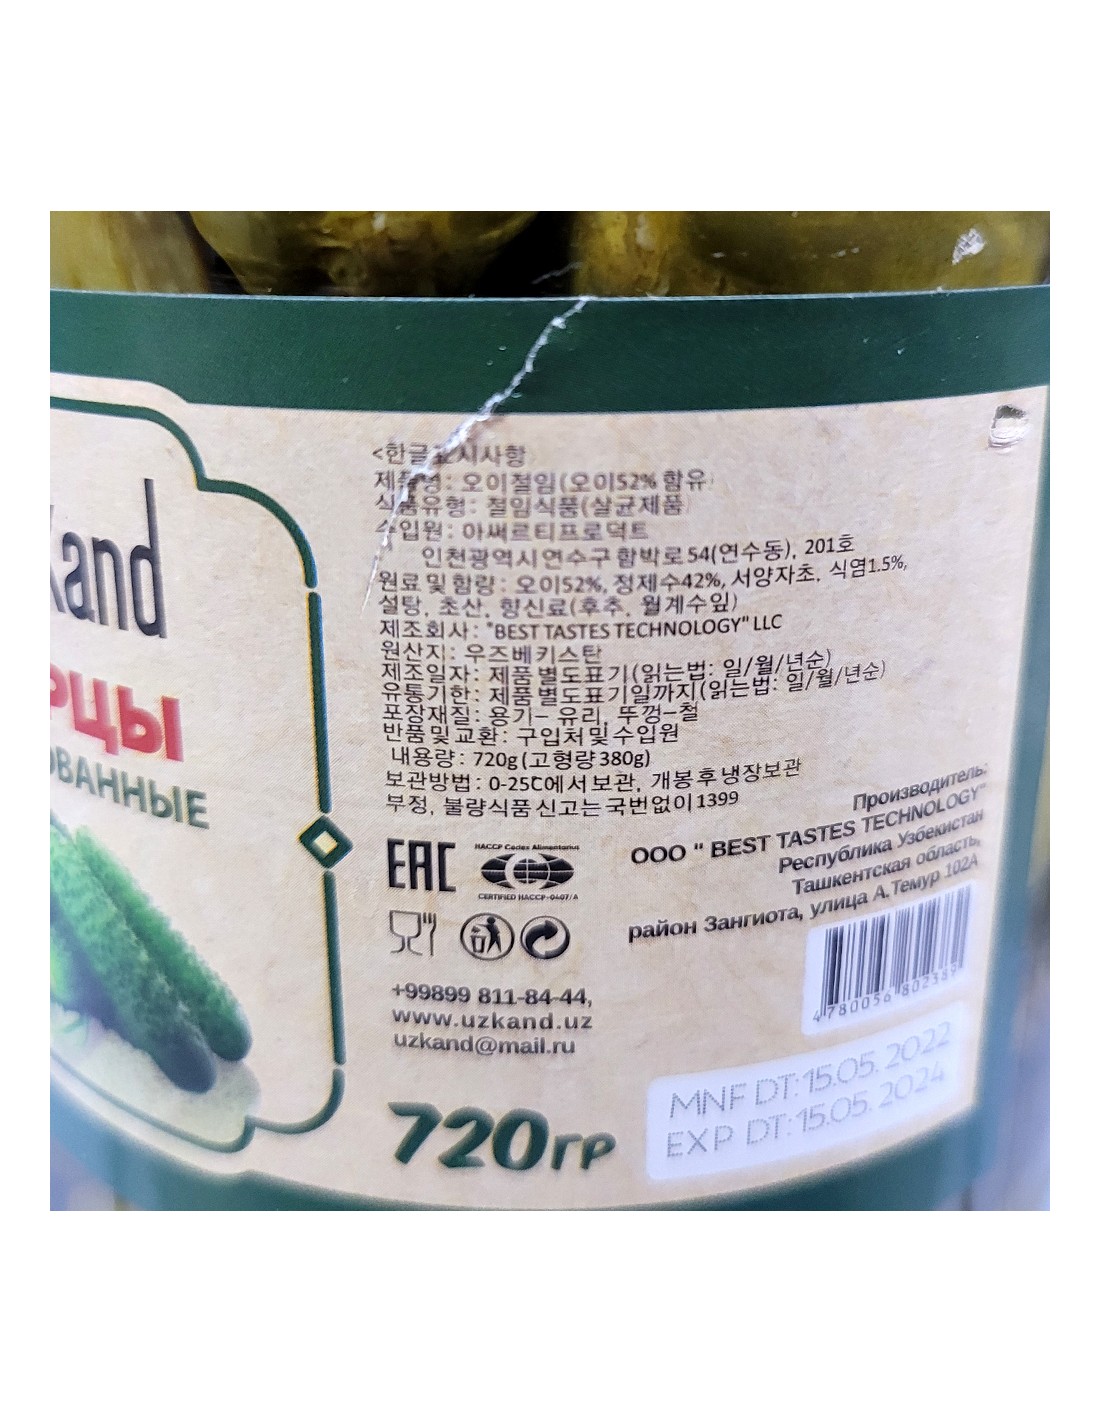 kand
рцы
ованные
<한글표시사항
제품명: 오이절임(오이52% 함유)
식품유형: 절임식품(살균제품)
수입원: 아써르티프로덕트
인천광역시연수구 함박로 54(연수동), 201호
원료 및 함량: 오이52%, 정제수42%, 서양자초, 식염1.5%,
설탕, 초산, 향신료(후추, 월계수잎)
제조회사: "BEST TASTES TECHNOLOGY" LLC
원산지: 우즈베키스탄
제조일자: 제품 별도표기(읽는법: 일/월/년순)
유통기한: 제품 별도표기일까지(읽는법: 일/월/년순)
포장재질: 용기- 유리, 뚜껑-철
반품 및 교환: 구입처 및 수입원
내용량: 720g (고형량 380g)
보관방법: 0-25℃에서 보관, 개봉 후 냉장보관
부정, 불량식품 신고는 국번없이 1399
Производитель:
ООО " BEST TASTES TECHNOLOGY"
Республика Узбекистан
Ташкентская область,
район Зангиота, улица А.Темур 102А
EAC
HACCP Codex Alimentarius
CERTIFIED HACCP-0407/A
+99899 811-84-44,
www.uzkand.uz
uzkand@mail.ru
4780056 802389
MNF DT: 15.05. 2022
EXP DT: 15.05. 2024
720гр